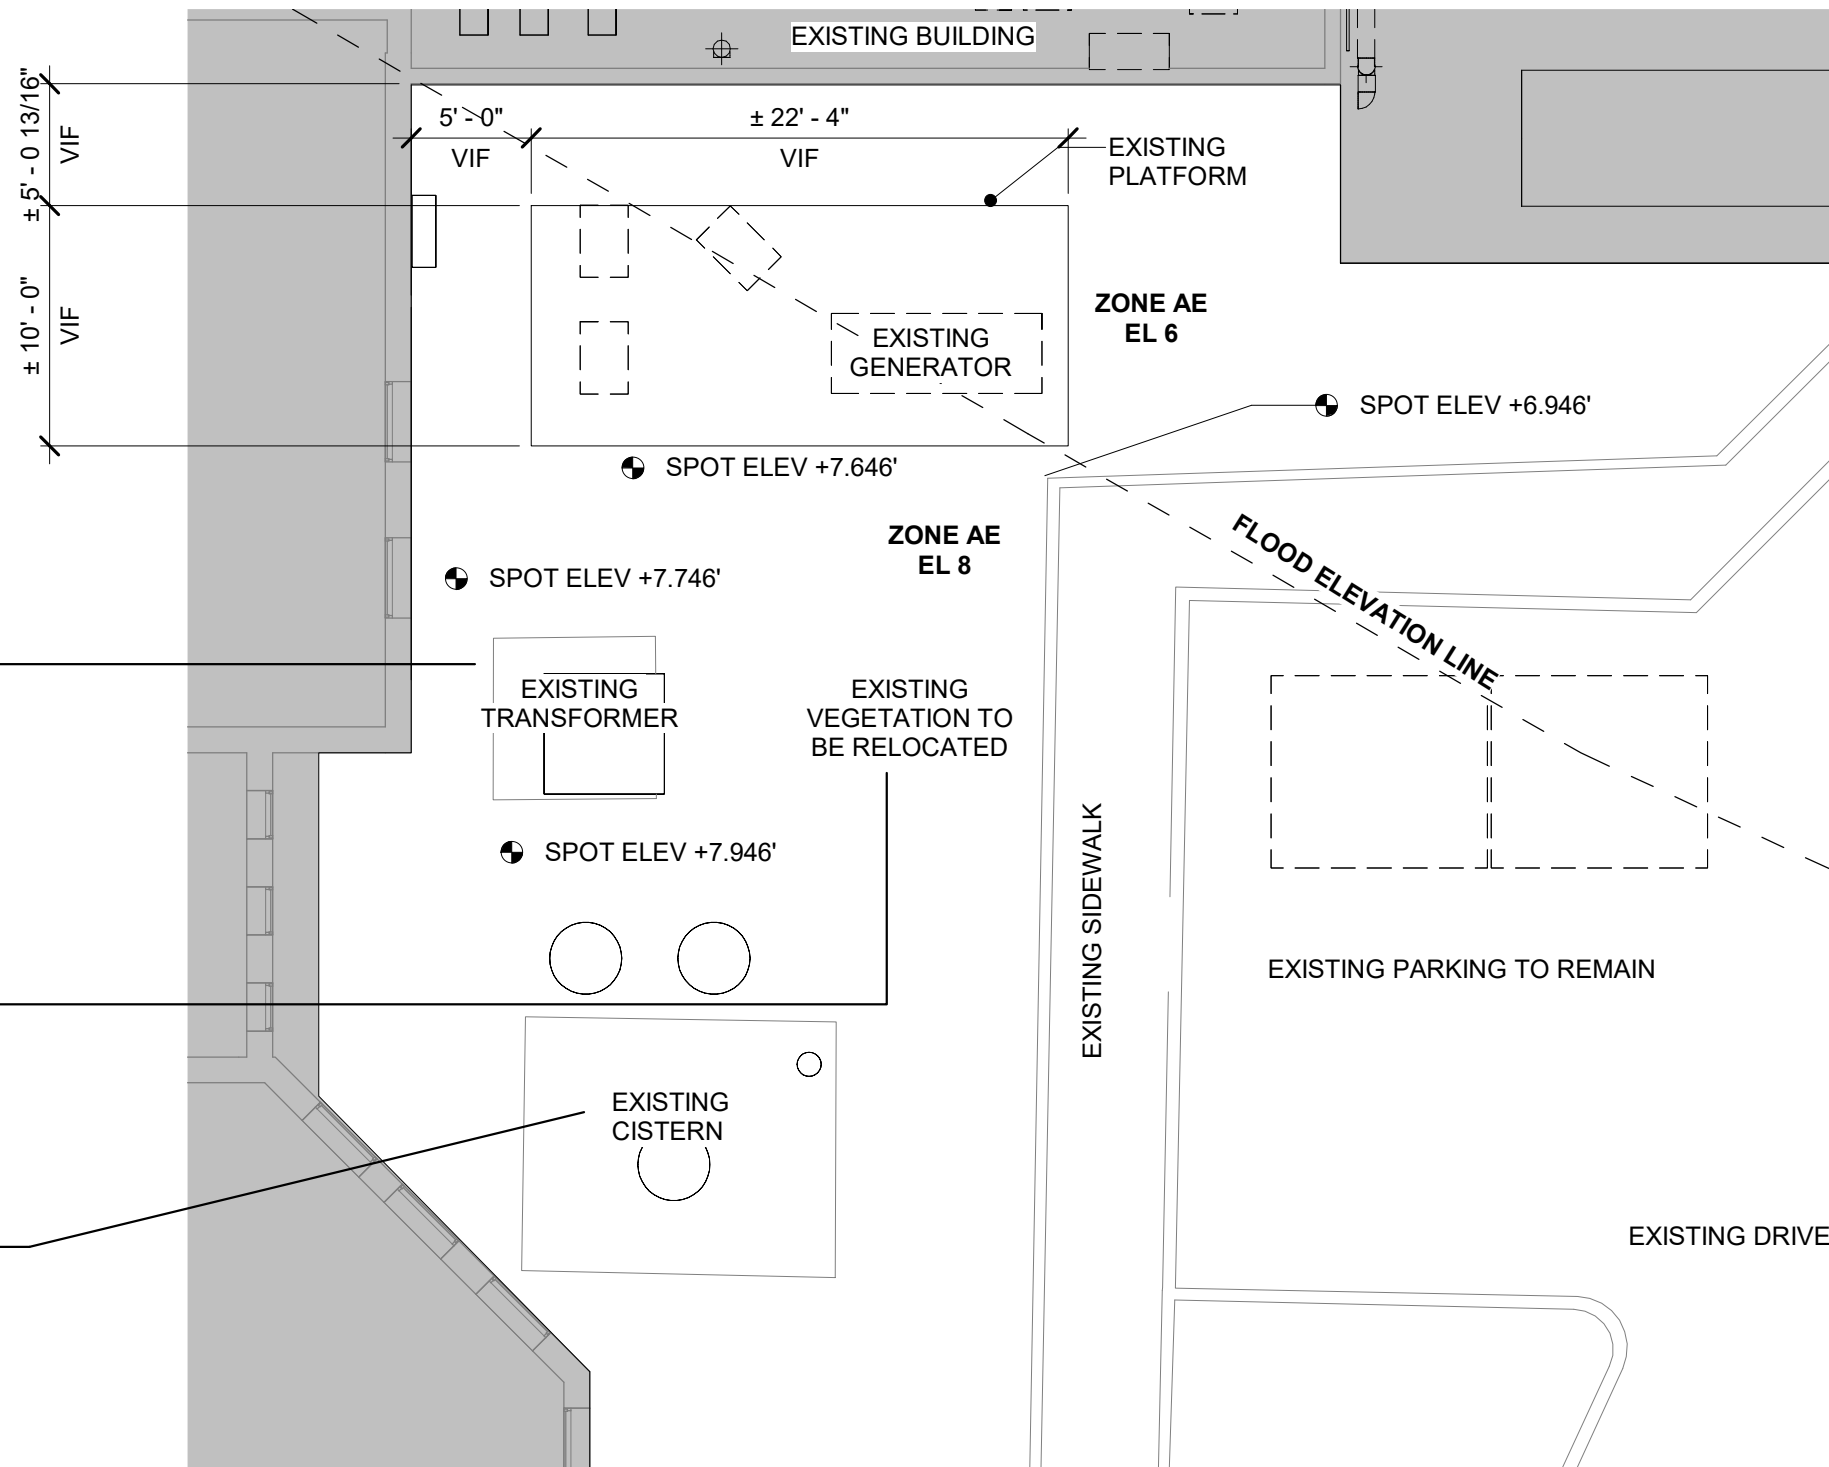 EXISTING BUILDING
5' - 0"
VIF
± 22' - 4"
VIF
EXISTING
PLATFORM
± 5' - 0 13/16"
VIF
± 10' - 0"
VIF
ZONE AE
EL 6
EXISTING
GENERATOR
SPOT ELEV +6.946'
SPOT ELEV +7.646'
ZONE AE
EL 8
FLOOD ELEVATION LINE
SPOT ELEV +7.746'
EXISTING
TRANSFORMER
EXISTING
VEGETATION TO
BE RELOCATED
SPOT ELEV +7.946'
EXISTING SIDEWALK
EXISTING PARKING TO REMAIN
EXISTING
CISTERN
EXISTING DRIVE